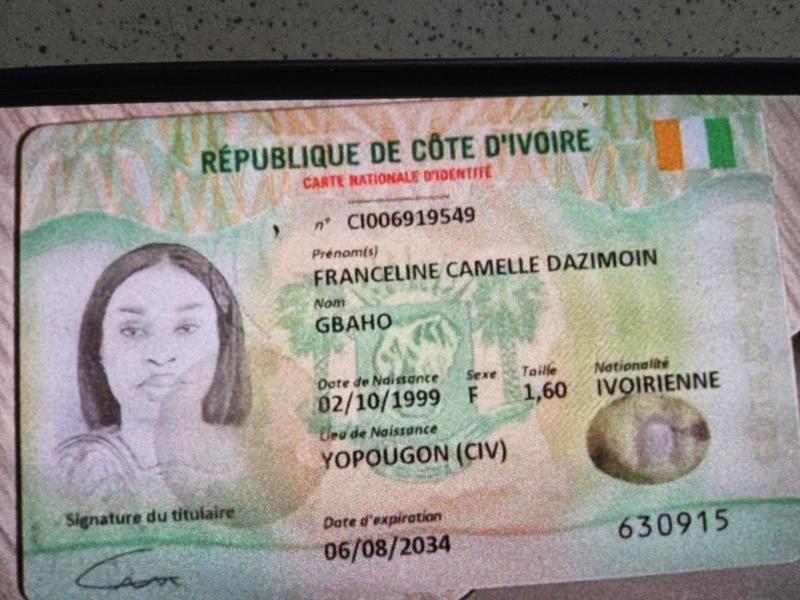 RÉPUBLIQUE DE CÔTE D'IVOIRE
CARTE NATIONALE D'IDENTITÉ
n° CI006919549
Prénom(s)
FRANCELINE CAMELLE DAZIMOIN
Nom
GBAHO
Date de Naissance Sexe Taille Nationalité
02/10/1999 F 1,60 IVOIRIENNE
Lieu de Naissance
YOPOUGON (CIV)
Signature du titulaire
Date d'expiration
06/08/2034
630915